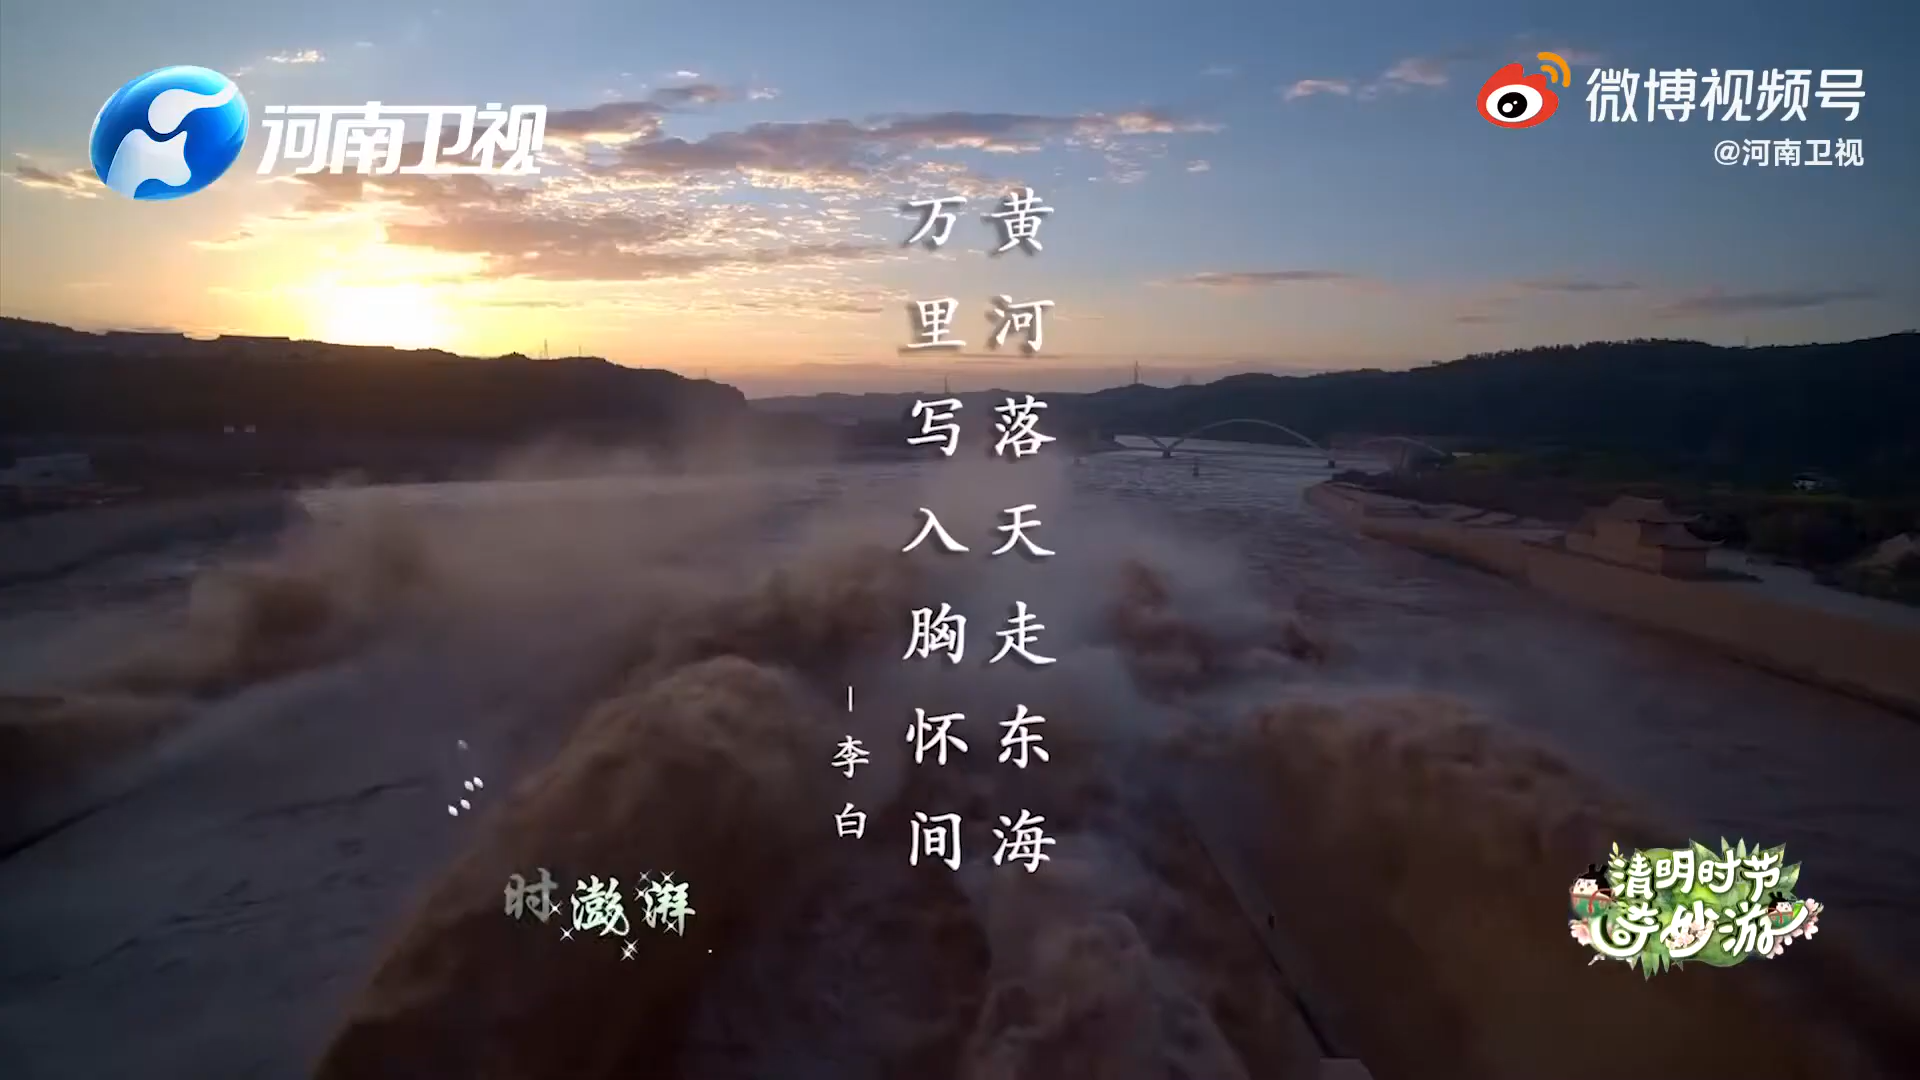 河南卫视
微博视频号
@河南卫视
黄河落天走东海
万里写入胸怀间
—李白
时澎湃
清明时节
奇妙游